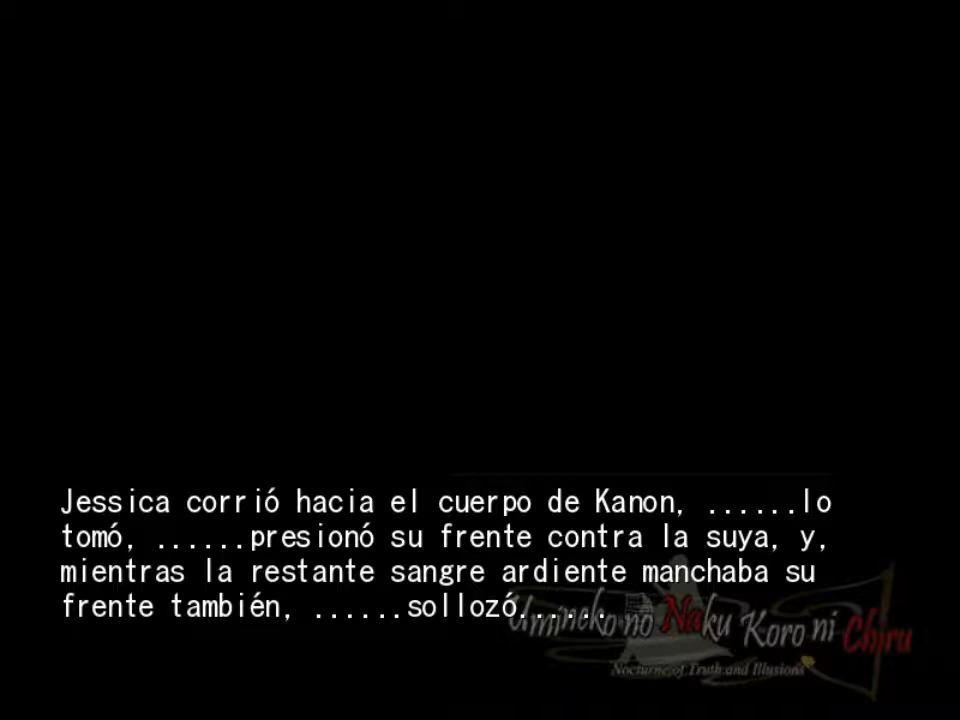 Jessica corrió hacia el cuerpo de Kanon, ......lo
tomó, ......presionó su frente contra la suya, y,
mientras la restante sangre ardiente manchaba su
frente también, ......sollozó......
Umineko no Naku Koro ni Chiru
Nocturne of Truth and Illusions